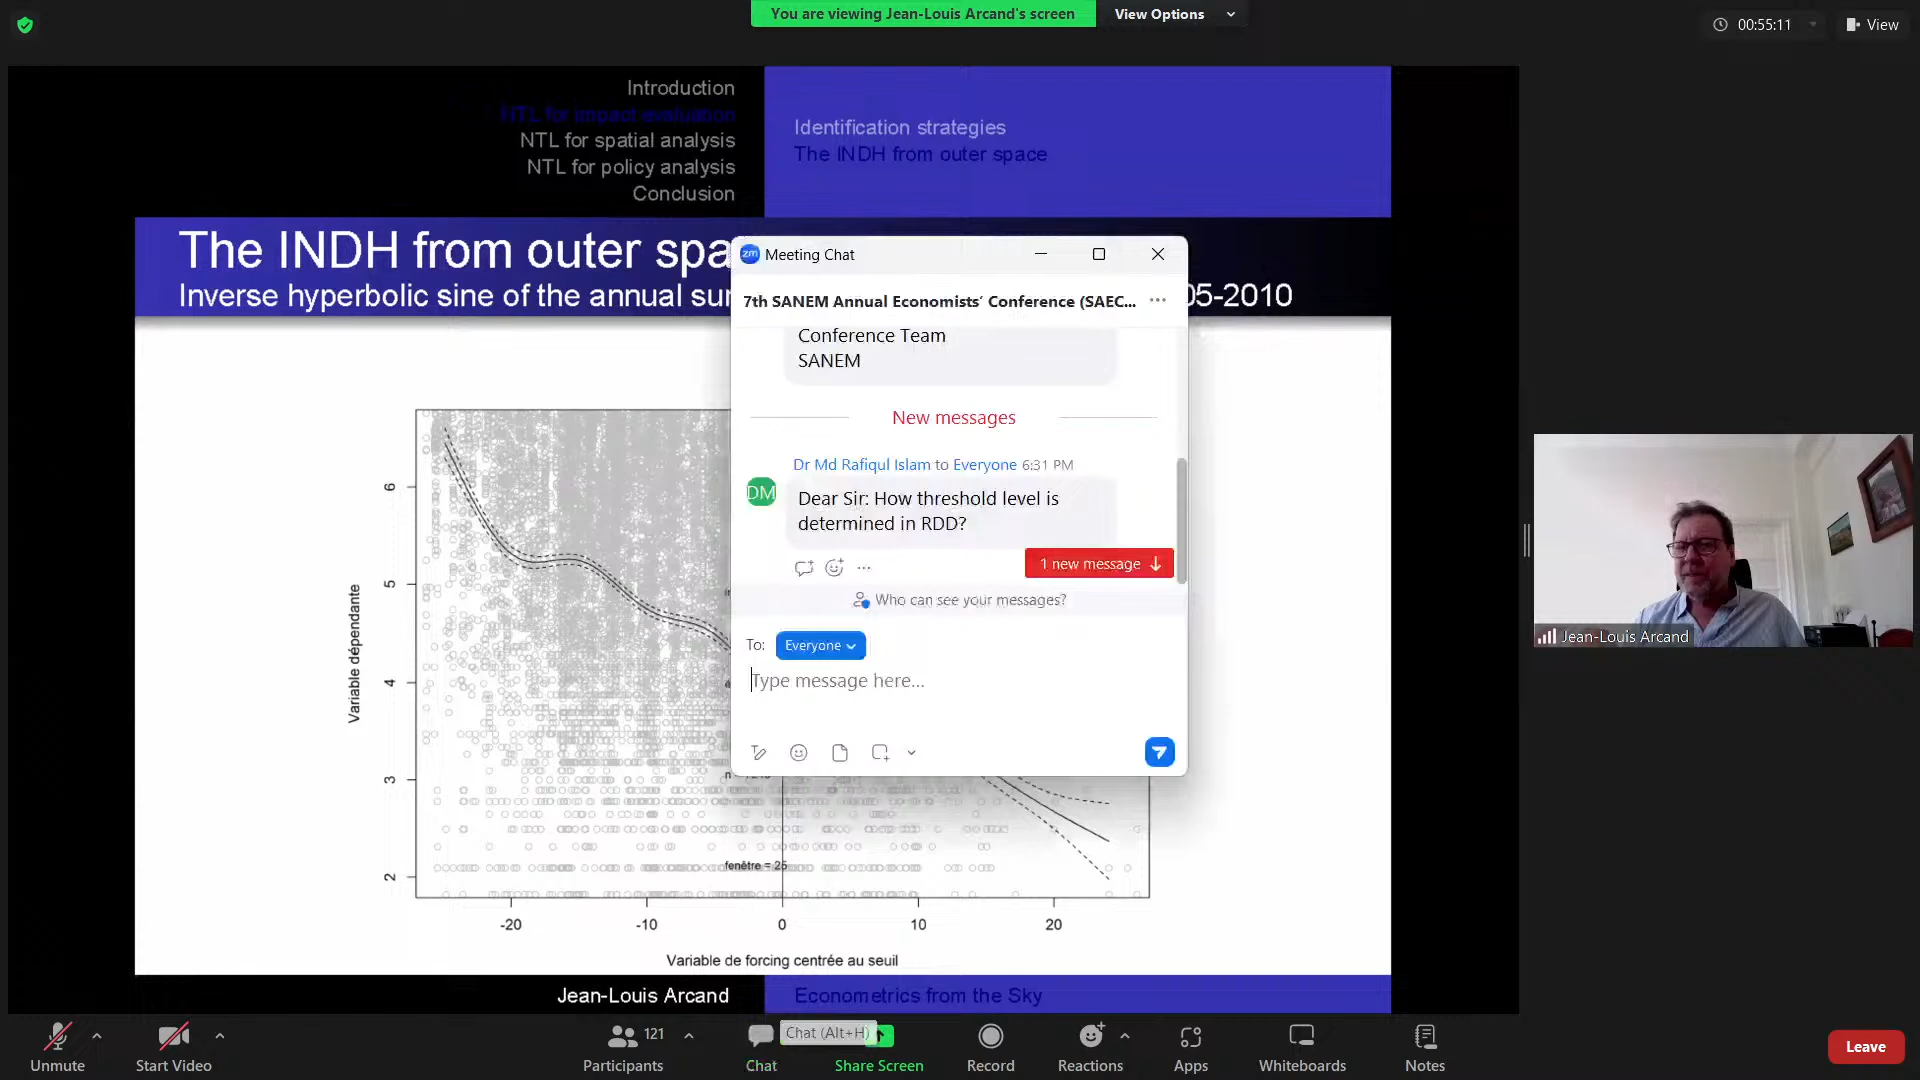 You are viewing Jean-Louis Arcand's screen
View Options
00:55:11
View
Introduction
NTL for impact evaluation
NTL for spatial analysis
NTL for policy analysis
Conclusion
Identification strategies
The INDH from outer space
The INDH from outer spa
Inverse hyperbolic sine of the annual su
05-2010
zm Meeting Chat
7th SANEM Annual Economists’ Conference (SAEC...
Conference Team
SANEM
New messages
Dr Md Rafiqul Islam to Everyone 6:31 PM
DM
Dear Sir: How threshold level is
determined in RDD?
1 new message
Who can see your messages?
To: Everyone
Type message here...
Variable dépendante
6
5
4
3
2
fenêtre = 25
-20
-10
0
10
20
Variable de forcing centrée au seuil
Jean-Louis Arcand
Econometrics from the Sky
Jean-Louis Arcand
Unmute
Start Video
121
Participants
Chat
Chat (Alt+H)
Share Screen
Record
Reactions
Apps
Whiteboards
Notes
Leave